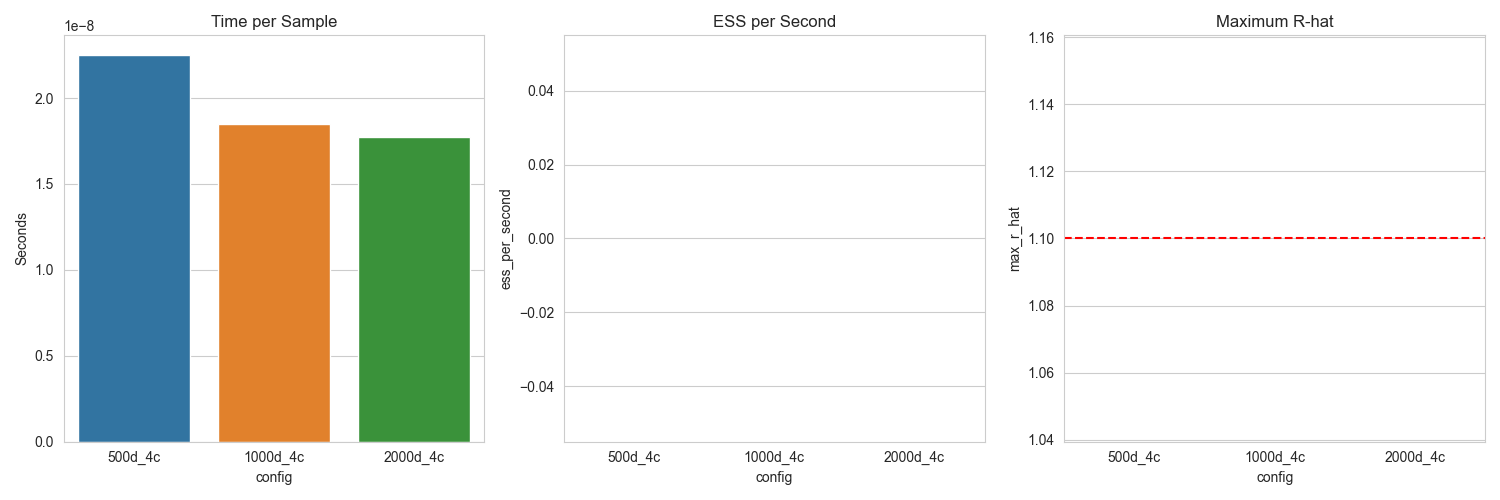 Time per Sample
1e−8
2.0
1.5
1.0
0.5
0.0
Seconds
500d_4c 1000d_4c 2000d_4c
config
ESS per Second
0.04
0.02
0.00
−0.02
−0.04
ess_per_second
500d_4c 1000d_4c 2000d_4c
config
Maximum R-hat
1.16
1.14
1.12
1.10
1.08
1.06
1.04
max_r_hat
500d_4c 1000d_4c 2000d_4c
config